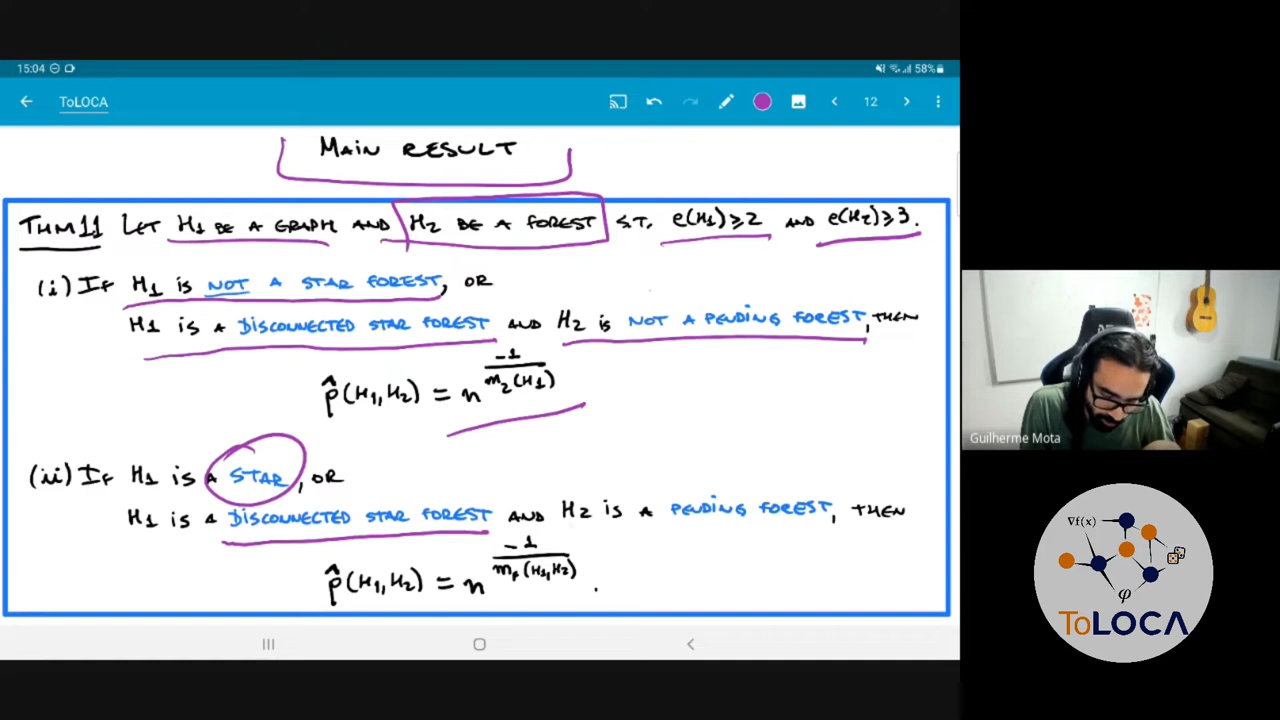 15:04
58%
ToLOCA
12
MAIN RESULT
THM11 LET H1 BE A GRAPH AND H2 BE A FOREST S.T. e(H1)≥2 AND e(H2)≥3.
(i) IF H1 IS NOT A STAR FOREST, OR
H1 IS A DISCONNECTED STAR FOREST AND H2 IS NOT A PENDING FOREST, THEN
p̂(H1,H2) = n^{-1/m₂(H1)}
(ii) IF H1 IS A STAR, OR
H1 IS A DISCONNECTED STAR FOREST AND H2 IS A PENDING FOREST, THEN
p̂(H1,H2) = n^{-1/m_F(H1,H2)}.
Guilherme Mota
∇f(x)
φ
ToLOCA